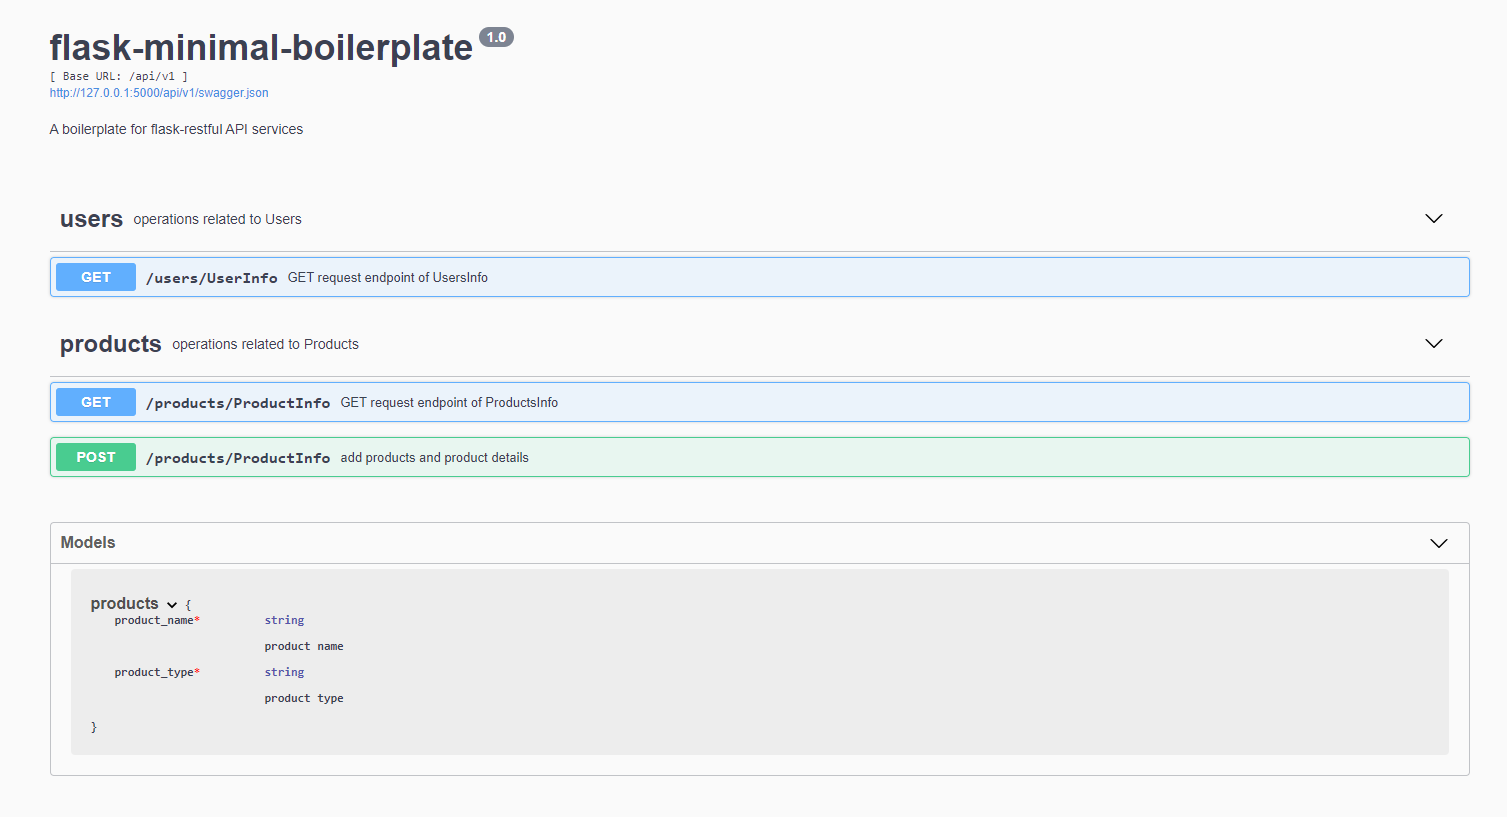 flask-minimal-boilerplate 1.0
[ Base URL: /api/v1 ]
http://127.0.0.1:5000/api/v1/swagger.json
A boilerplate for flask-restful API services
users operations related to Users
GET /users/UserInfo GET request endpoint of UsersInfo
products operations related to Products
GET /products/ProductInfo GET request endpoint of ProductsInfo
POST /products/ProductInfo add products and product details
Models
products {
product_name* string
product name
product_type* string
product type
}